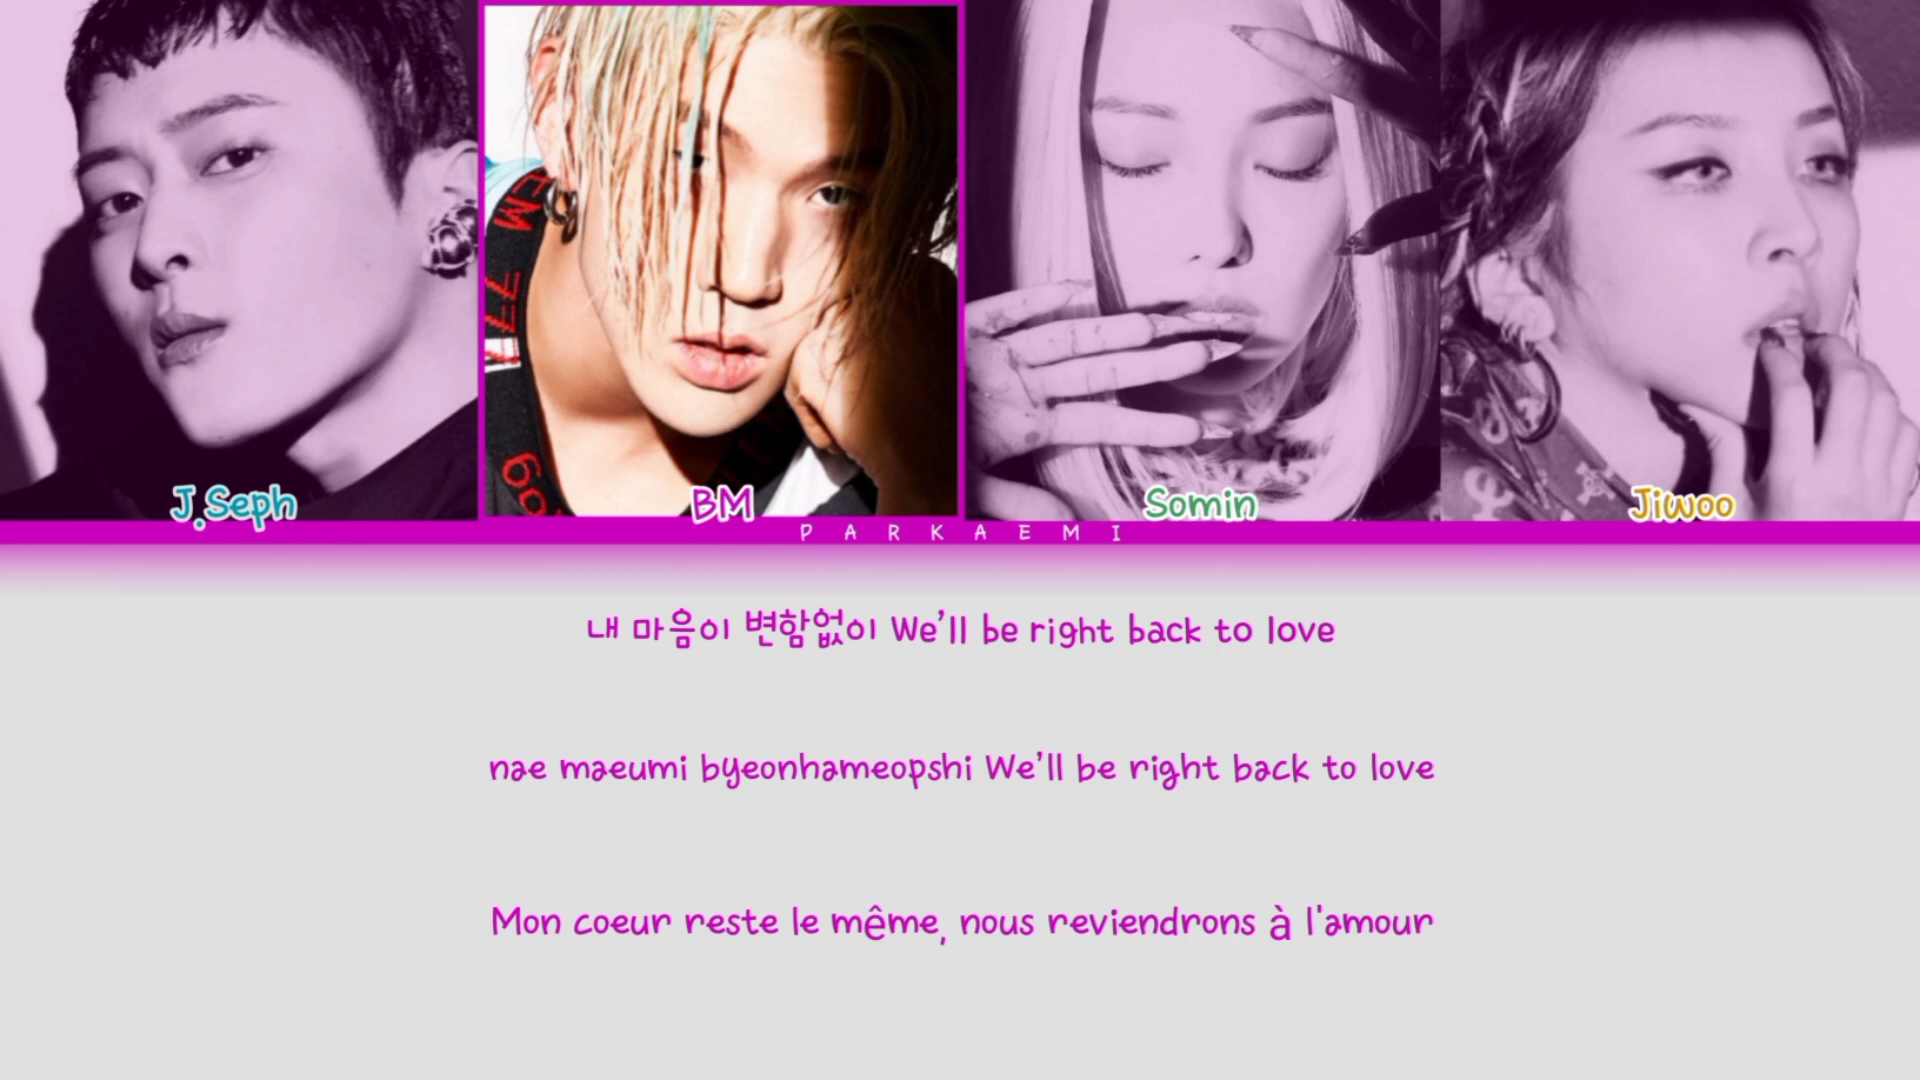 J.Seph
BM
Somin
Jiwoo
PARKAEMI
내 마음이 변함없이 We'll be right back to love
nae maeumi byeonhameopshi We'll be right back to love
Mon coeur reste le même, nous reviendrons à l'amour